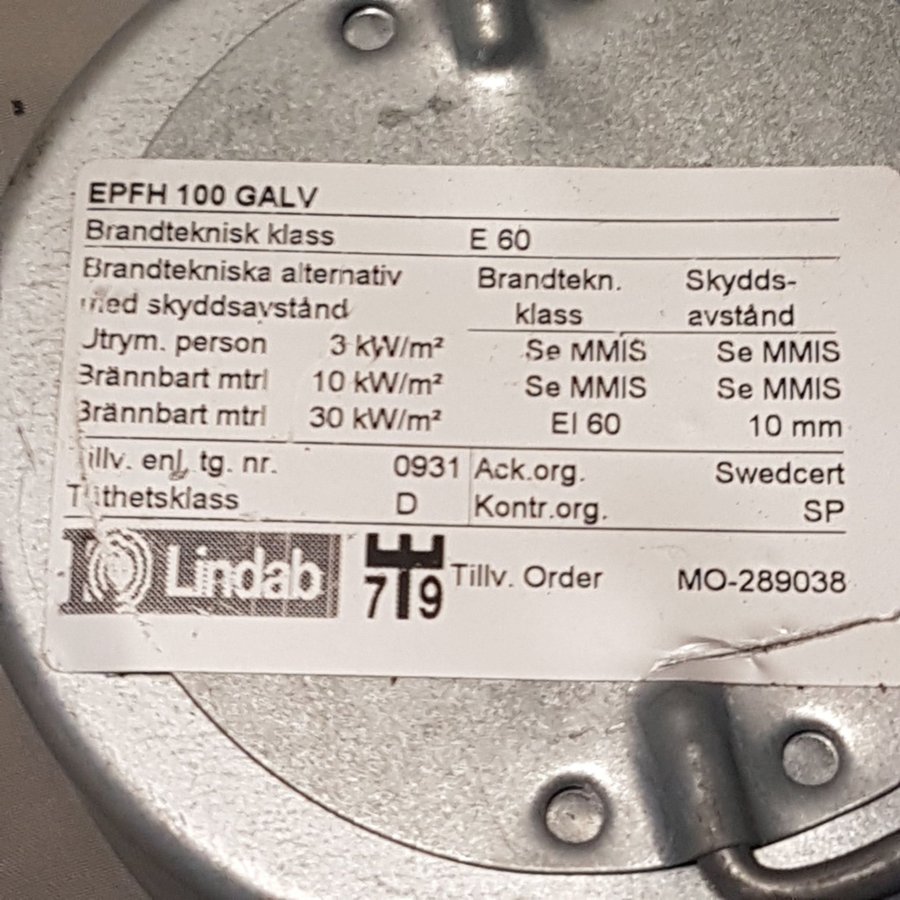 EPFH 100 GALV
Brandteknisk klass E 60
Brandtekniska alternativ Brandtekn. Skydds-
med skyddsavstånd klass avstånd
Utrym. person 3 kW/m² Se MMIS Se MMIS
Brännbart mtrl 10 kW/m² Se MMIS Se MMIS
Brännbart mtrl 30 kW/m² EI 60 10 mm
Tillv. enl. tg. nr. 0931 Ack.org. Swedcert
Täthetsklass D Kontr.org. SP
Lindab 7 9 Tillv. Order MO-289038